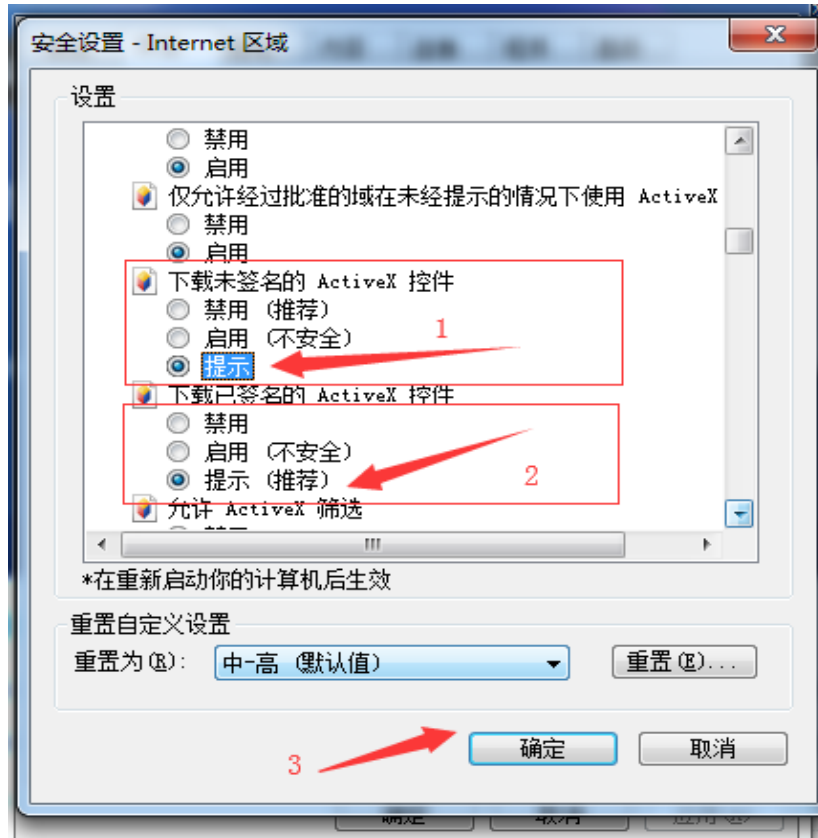 安全设置 - Internet 区域
设置
禁用
启用
仅允许经过批准的域在未经提示的情况下使用 ActiveX
禁用
启用
下载未签名的 ActiveX 控件
禁用 (推荐)
启用 (不安全)
1
提示
下载已签名的 ActiveX 控件
禁用
启用 (不安全)
提示 (推荐)
2
允许 ActiveX 筛选
*在重新启动你的计算机后生效
重置自定义设置
重置为(R):
中-高 (默认值)
重置(E)...
3
确定
取消